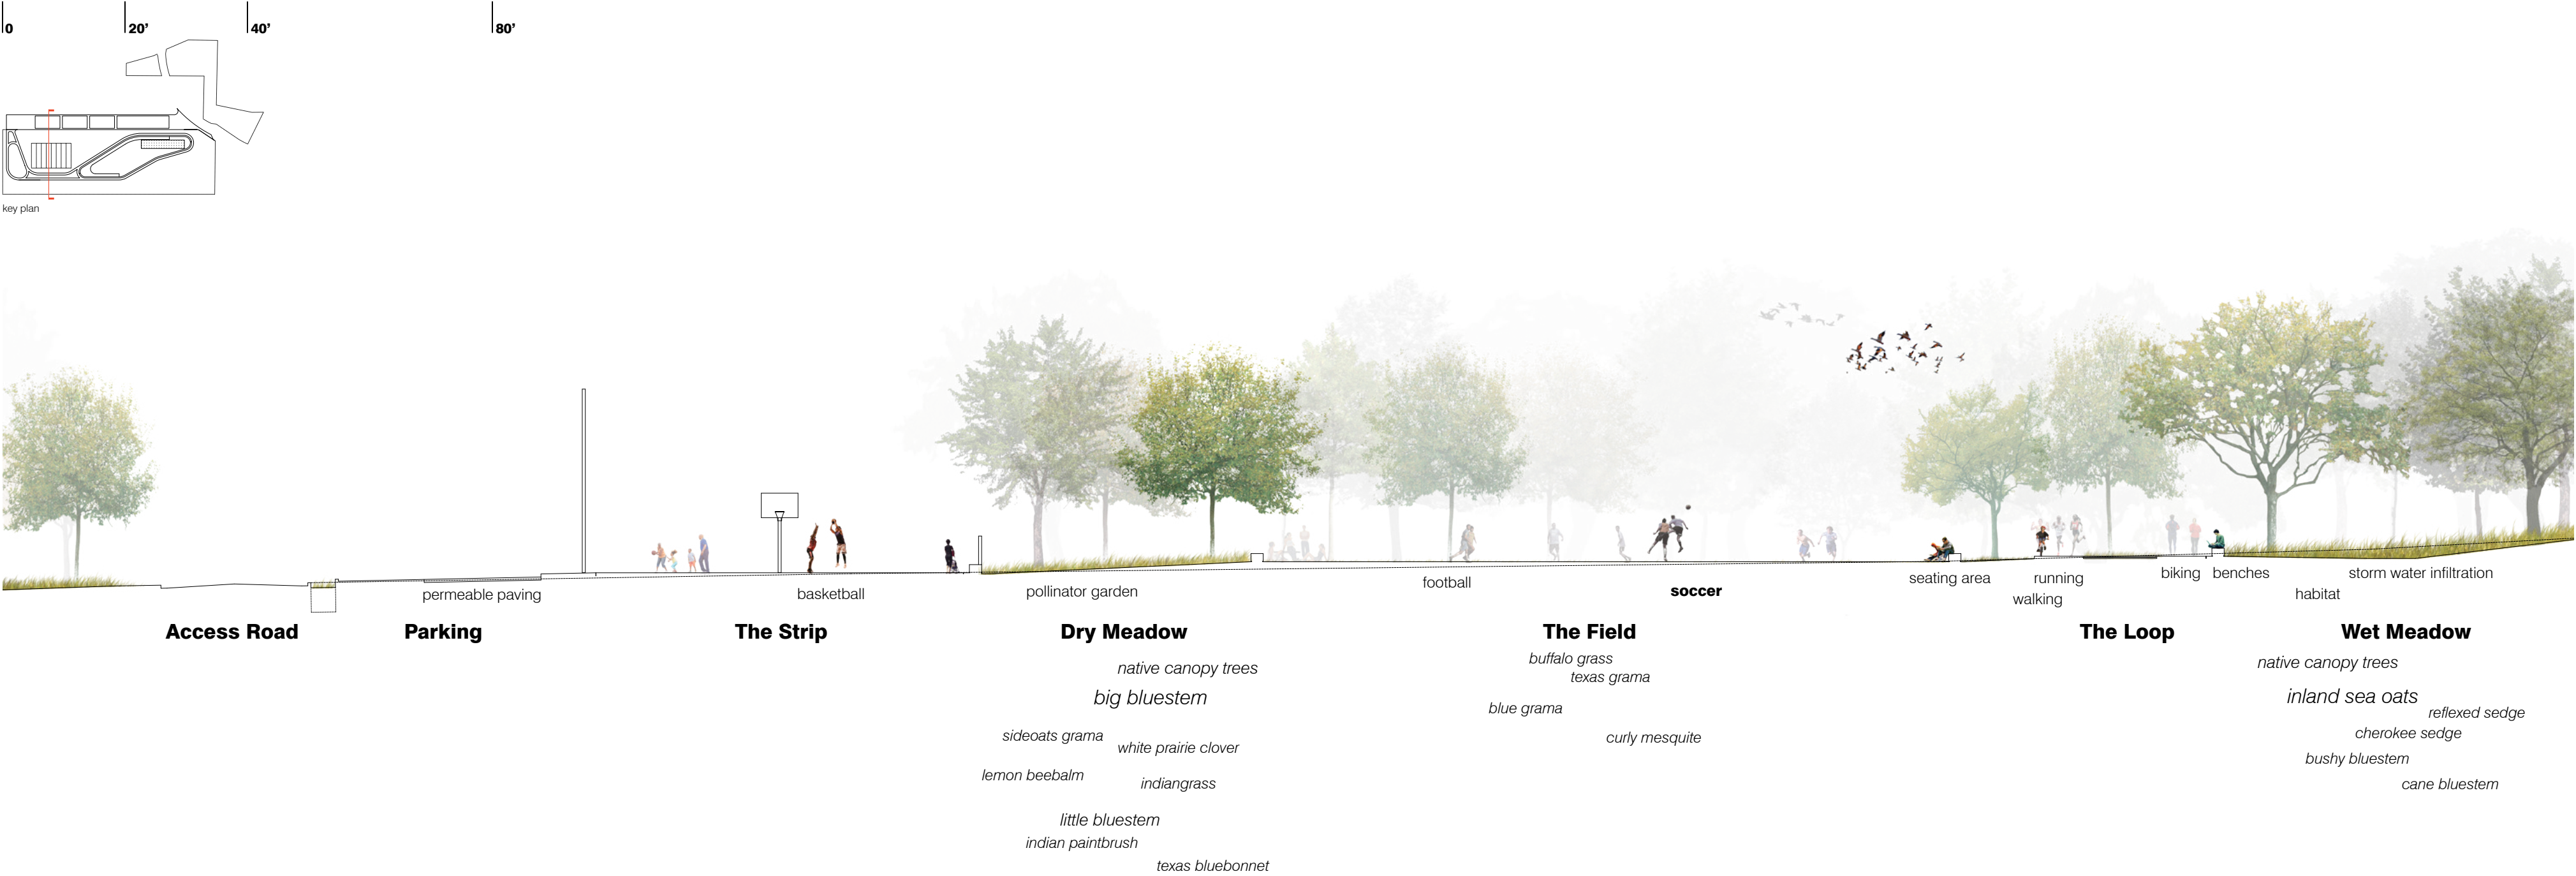 0
20'
40'
80'
key plan
permeable paving
basketball
pollinator garden
football
soccer
seating area
running
walking
biking
benches
habitat
storm water infiltration
Access Road
Parking
The Strip
Dry Meadow
The Field
The Loop
Wet Meadow
native canopy trees
big bluestem
sideoats grama
white prairie clover
lemon beebalm
indiangrass
little bluestem
indian paintbrush
texas bluebonnet
buffalo grass
texas grama
blue grama
curly mesquite
native canopy trees
inland sea oats
reflexed sedge
cherokee sedge
bushy bluestem
cane bluestem